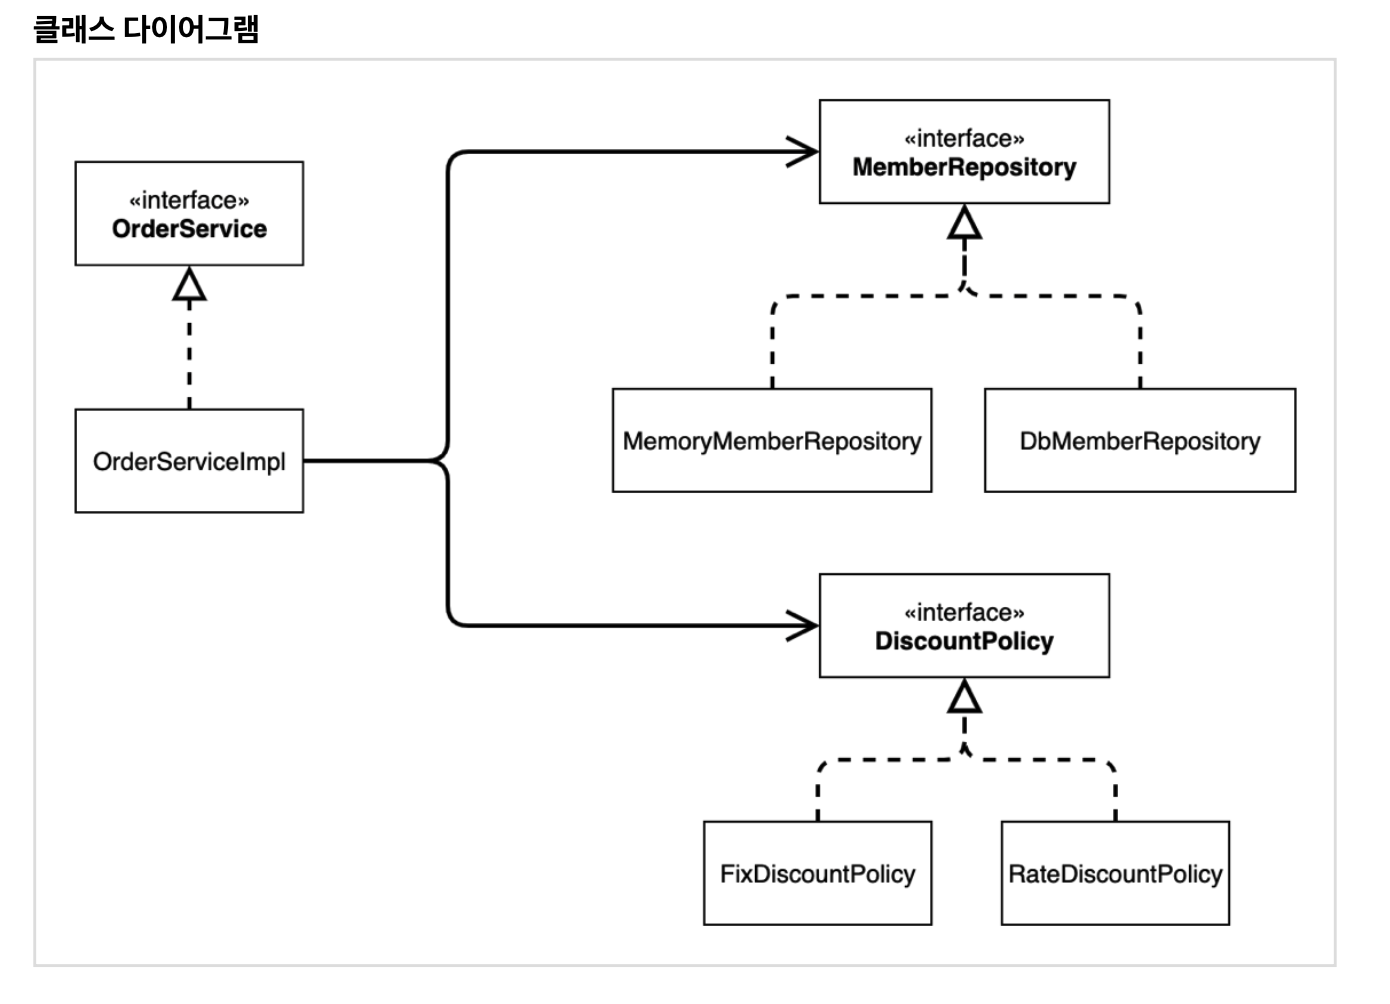 클래스 다이어그램
«interface»
OrderService
OrderServiceImpl
«interface»
MemberRepository
MemoryMemberRepository
DbMemberRepository
«interface»
DiscountPolicy
FixDiscountPolicy
RateDiscountPolicy